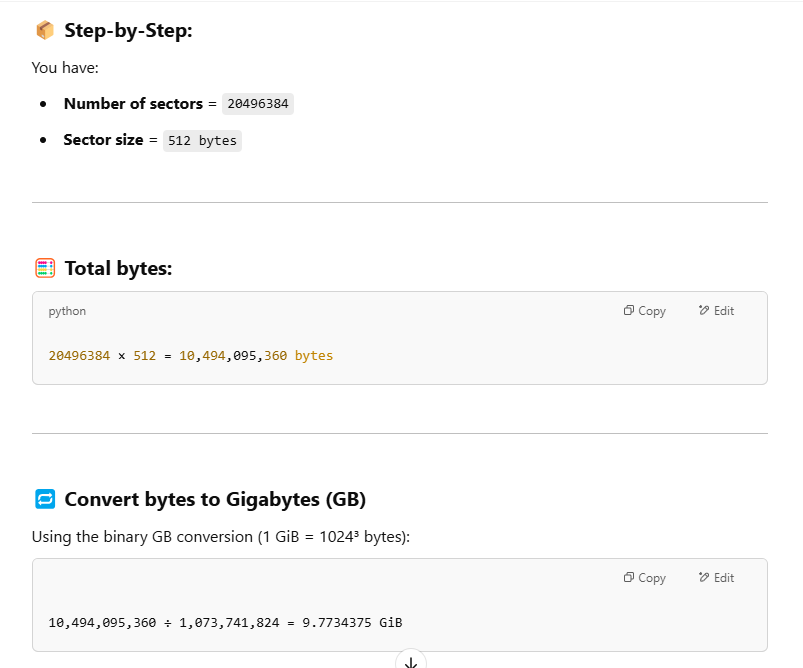 📦 Step-by-Step:
You have:
• Number of sectors = 20496384
• Sector size = 512 bytes
🧮 Total bytes:
python
Copy
Edit
20496384 × 512 = 10,494,095,360 bytes
🔁 Convert bytes to Gigabytes (GB)
Using the binary GB conversion (1 GiB = 1024³ bytes):
Copy
Edit
10,494,095,360 ÷ 1,073,741,824 = 9.7734375 GiB